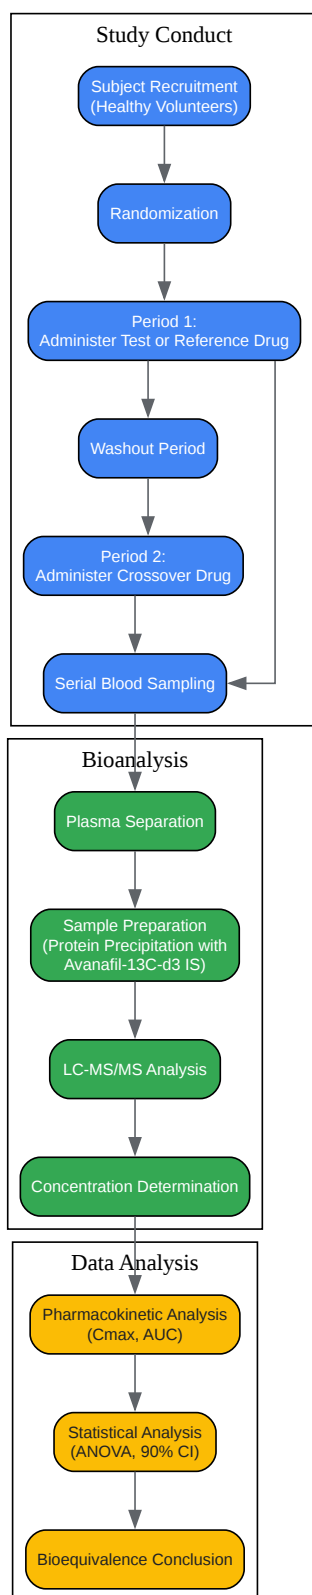 Study Conduct
Subject Recruitment
(Healthy Volunteers)
Randomization
Period 1:
Administer Test or Reference Drug
Washout Period
Period 2:
Administer Crossover Drug
Serial Blood Sampling
Bioanalysis
Plasma Separation
Sample Preparation
(Protein Precipitation with
Avanafil-13C-d3 IS)
LC-MS/MS Analysis
Concentration Determination
Data Analysis
Pharmacokinetic Analysis
(Cmax, AUC)
Statistical Analysis
(ANOVA, 90% CI)
Bioequivalence Conclusion